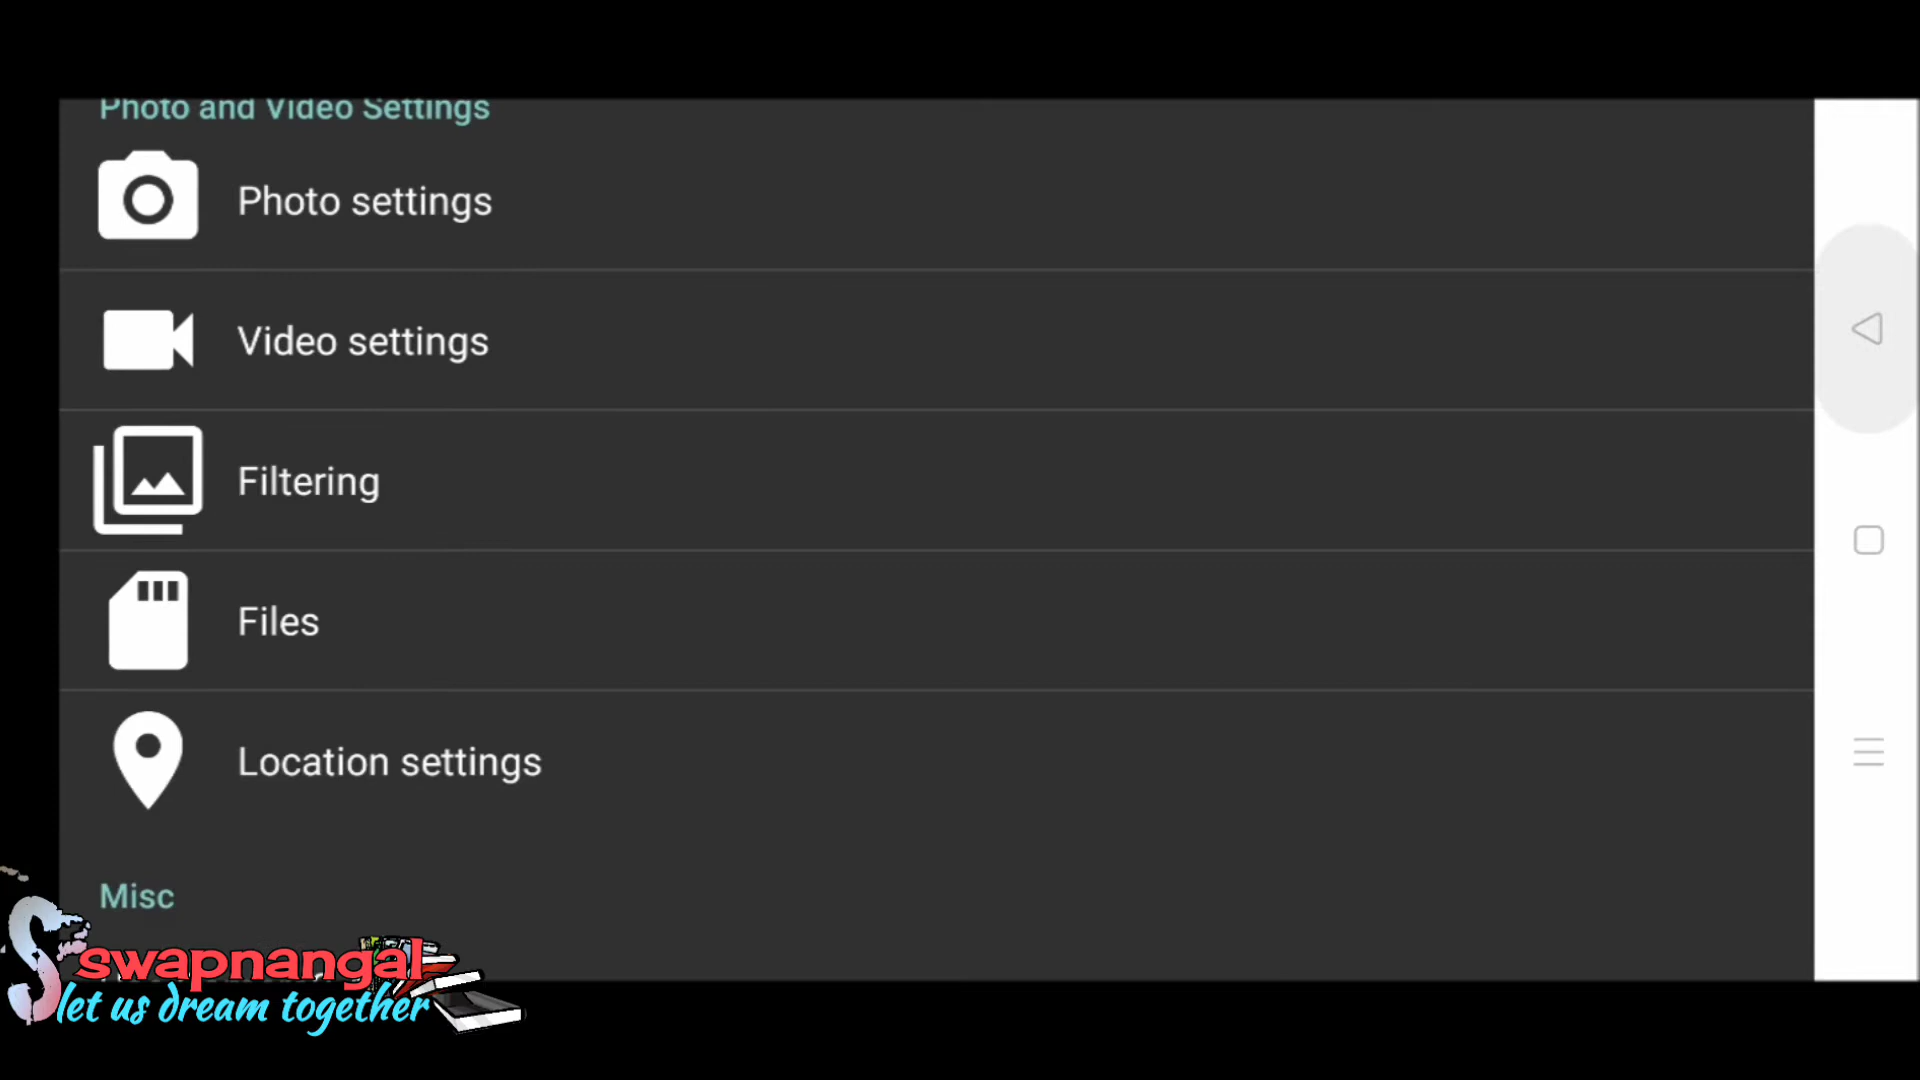 Photo and Video Settings
Photo settings
Video settings
Filtering
Files
Location settings
Misc
swapnangal
let us dream together